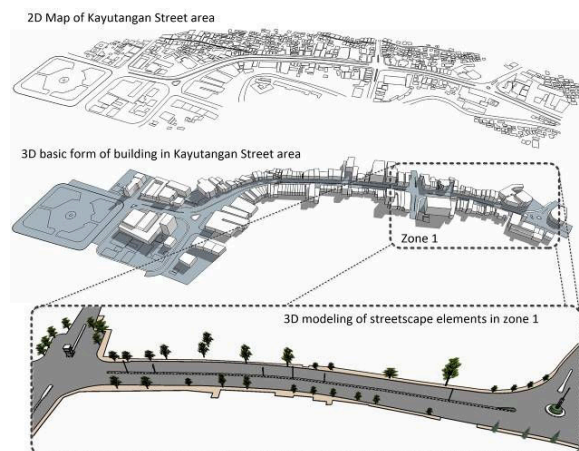 2D Map of Kayutangan Street area
3D basic form of building in Kayutangan Street area
Zone 1
3D modeling of streetscape elements in zone 1